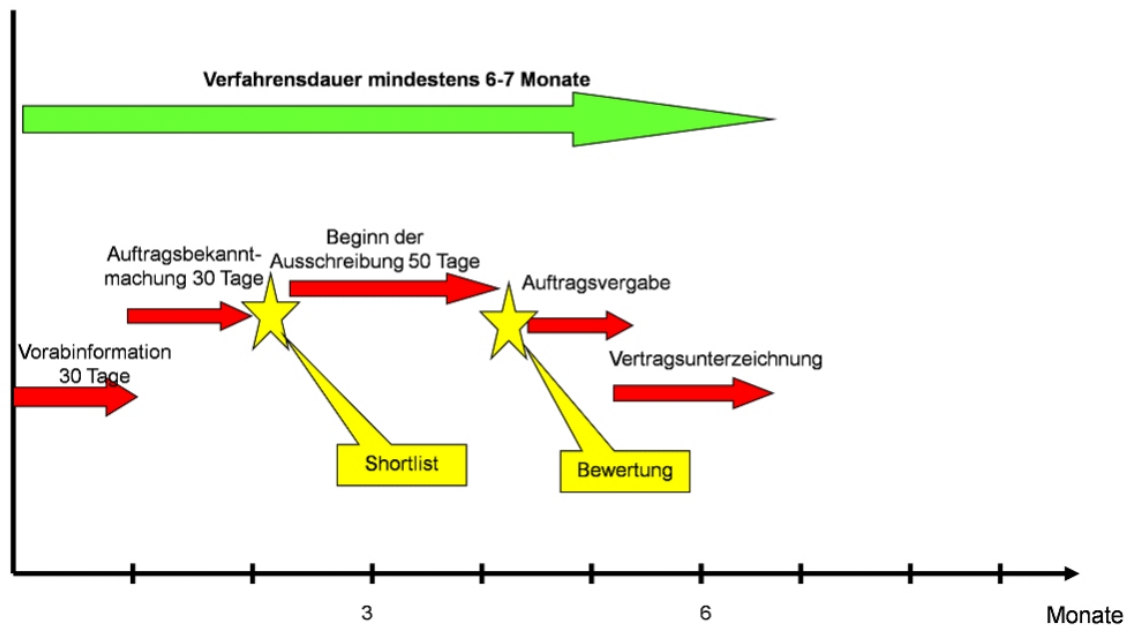 Verfahrensdauer mindestens 6-7 Monate
Beginn der
Ausschreibung 50 Tage
Auftragsbekannt-
machung 30 Tage
Auftragsvergabe
Vorabinformation
30 Tage
Vertragsunterzeichnung
Shortlist
Bewertung
3
6
Monate